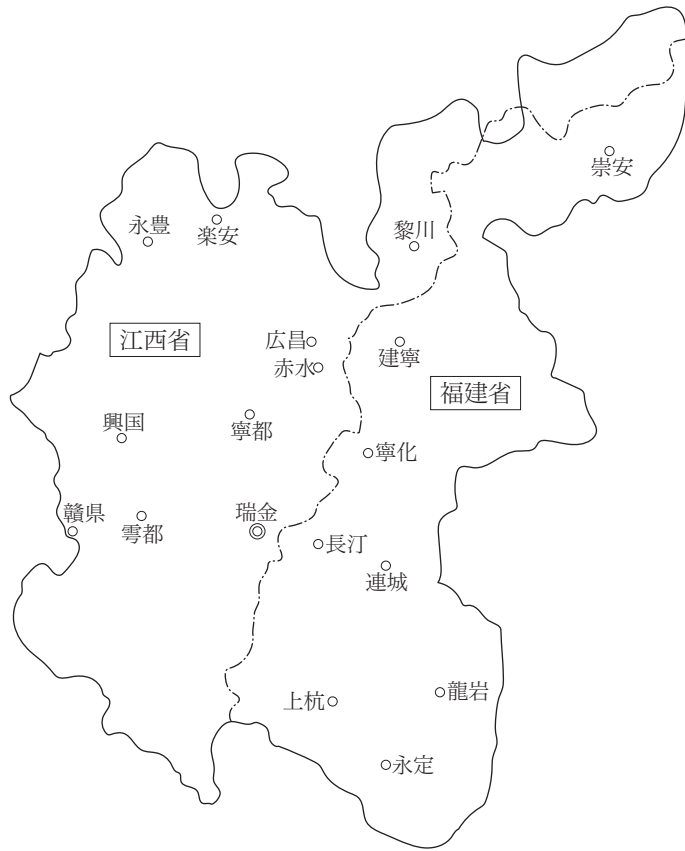 崇安
永豊
楽安
黎川
江西省
広昌
建寧
赤水
福建省
興国
寧都
寧化
贛県
雩都
瑞金
長汀
連城
上杭
龍岩
永定